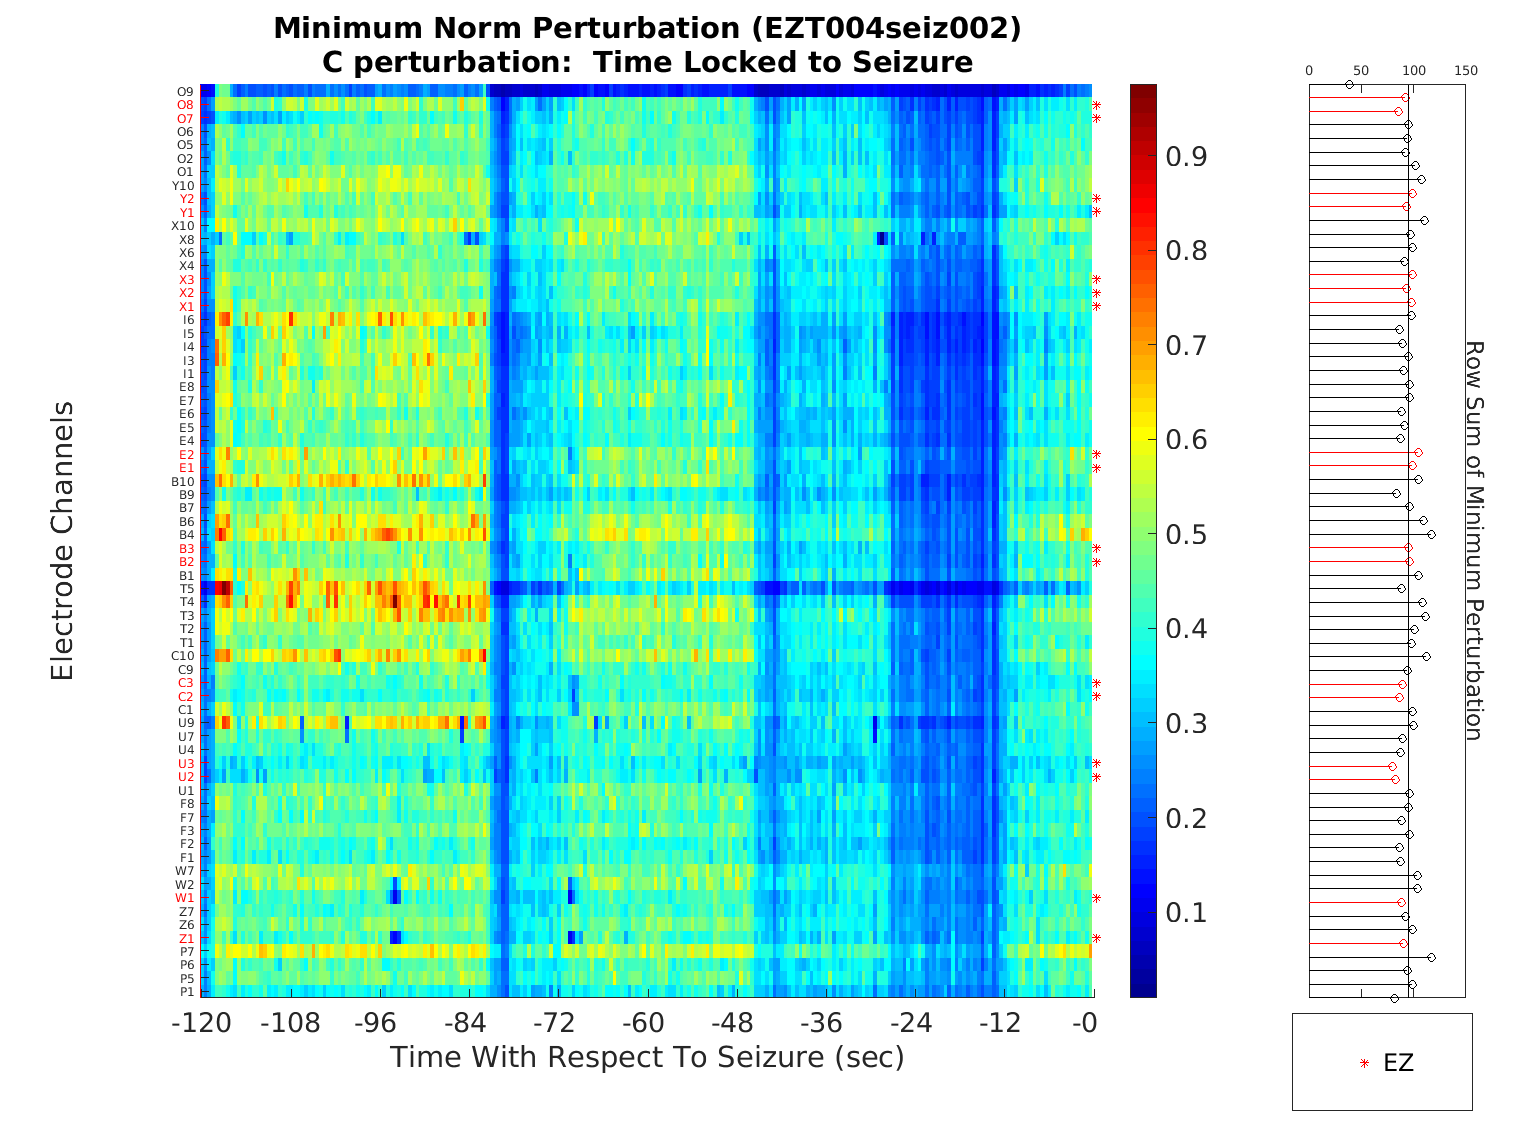 Minimum Norm Perturbation (EZT004seiz002)
C perturbation:  Time Locked to Seizure
Electrode Channels
O9
O8
O7
O6
O5
O2
O1
Y10
Y2
Y1
X10
X8
X6
X4
X3
X2
X1
I6
I5
I4
I3
I1
E8
E7
E6
E5
E4
E2
E1
B10
B9
B7
B6
B4
B3
B2
B1
T5
T4
T3
T2
T1
C10
C9
C3
C2
C1
U9
U7
U4
U3
U2
U1
F8
F7
F3
F2
F1
W7
W2
W1
Z7
Z6
Z1
P7
P6
P5
P1
-120 -108 -96 -84 -72 -60 -48 -36 -24 -12 -0
Time With Respect To Seizure (sec)
0.9
0.8
0.7
0.6
0.5
0.4
0.3
0.2
0.1
0 50 100 150
Row Sum of Minimum Perturbation
EZ